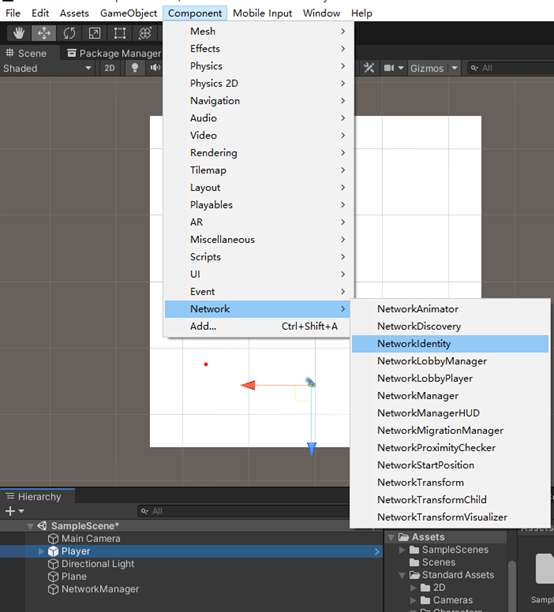 File Edit Assets GameObject Component Mobile Input Window Help
Scene Package Manager
Shaded 2D Gizmos All
Mesh
Effects
Physics
Physics 2D
Navigation
Audio
Video
Rendering
Tilemap
Layout
Playables
AR
Miscellaneous
Scripts
UI
Event
Network
Add... Ctrl+Shift+A
NetworkAnimator
NetworkDiscovery
NetworkIdentity
NetworkLobbyManager
NetworkLobbyPlayer
NetworkManager
NetworkManagerHUD
NetworkMigrationManager
NetworkProximityChecker
NetworkStartPosition
NetworkTransform
NetworkTransformChild
NetworkTransformVisualizer
Hierarchy
All
SampleScene*
Main Camera
Player
Directional Light
Plane
NetworkManager
Assets
SampleScenes
Scenes
Standard Assets
2D
Cameras